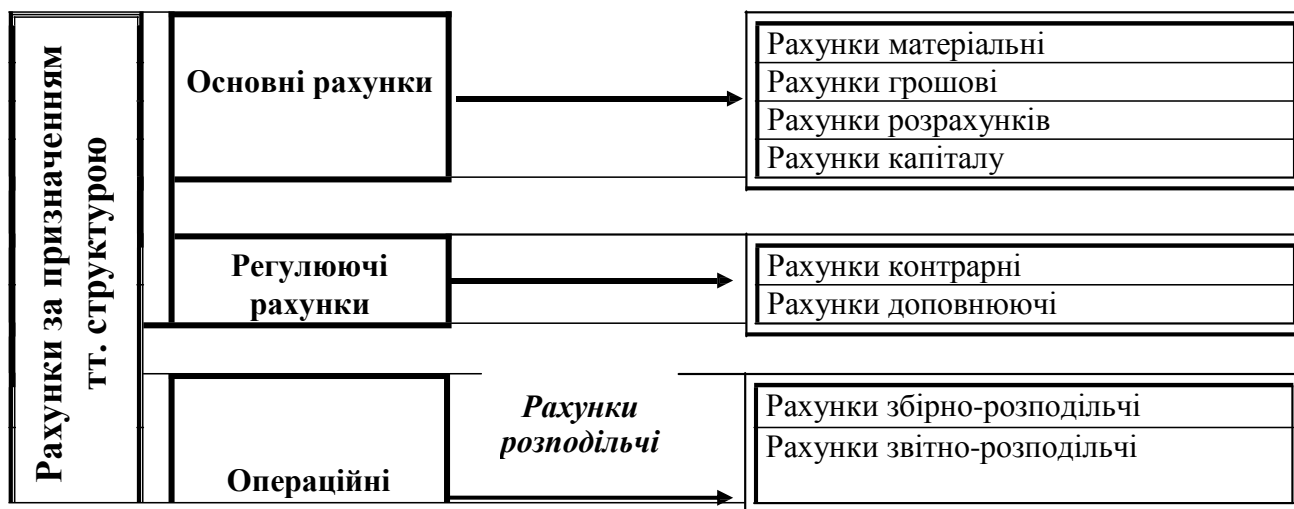 Рахунки за призначенням
тт. структурою
Основні рахунки
Рахунки матеріальні
Рахунки грошові
Рахунки розрахунків
Рахунки капіталу
Регулюючі
рахунки
Рахунки контрарні
Рахунки доповнюючі
Операційні
Рахунки
розподільчі
Рахунки збірно-розподільчі
Рахунки звітно-розподільчі